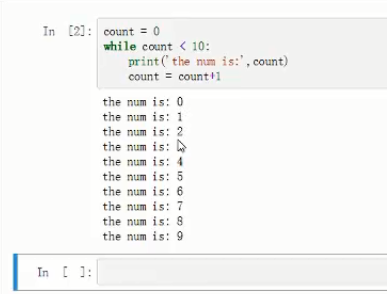 In [2]: count = 0
while count < 10:
    print('the num is:',count)
    count = count+1
the num is: 0
the num is: 1
the num is: 2
the num is:
the num is: 4
the num is: 5
the num is: 6
the num is: 7
the num is: 8
the num is: 9
In [ ]: